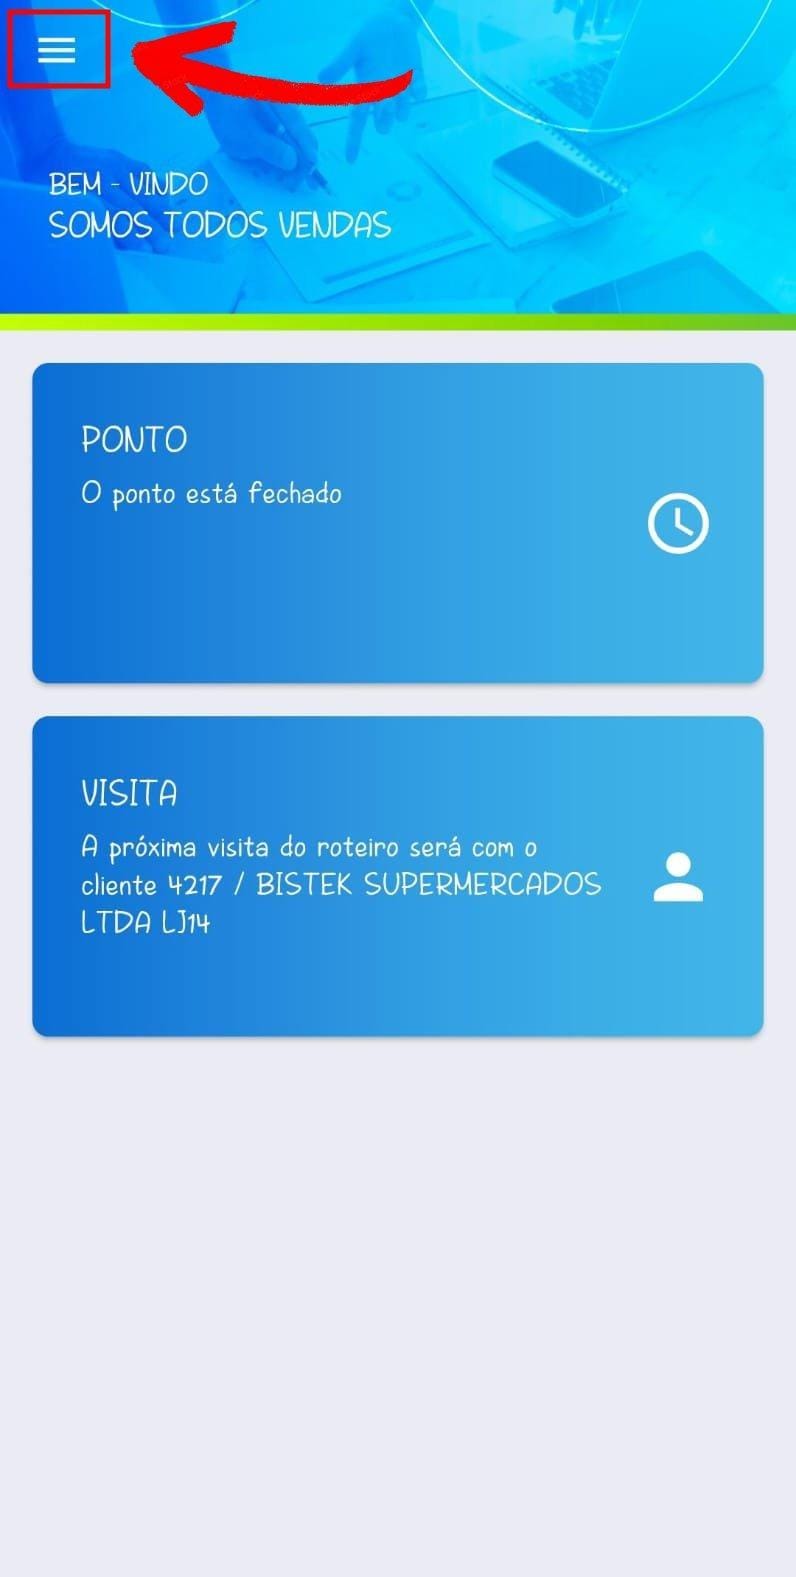 BEM - VINDO
SOMOS TODOS VENDAS
PONTO
O ponto está fechado
VISITA
A próxima visita do roteiro será com o
cliente 4217 / BISTEK SUPERMERCADOS
LTDA LJ14